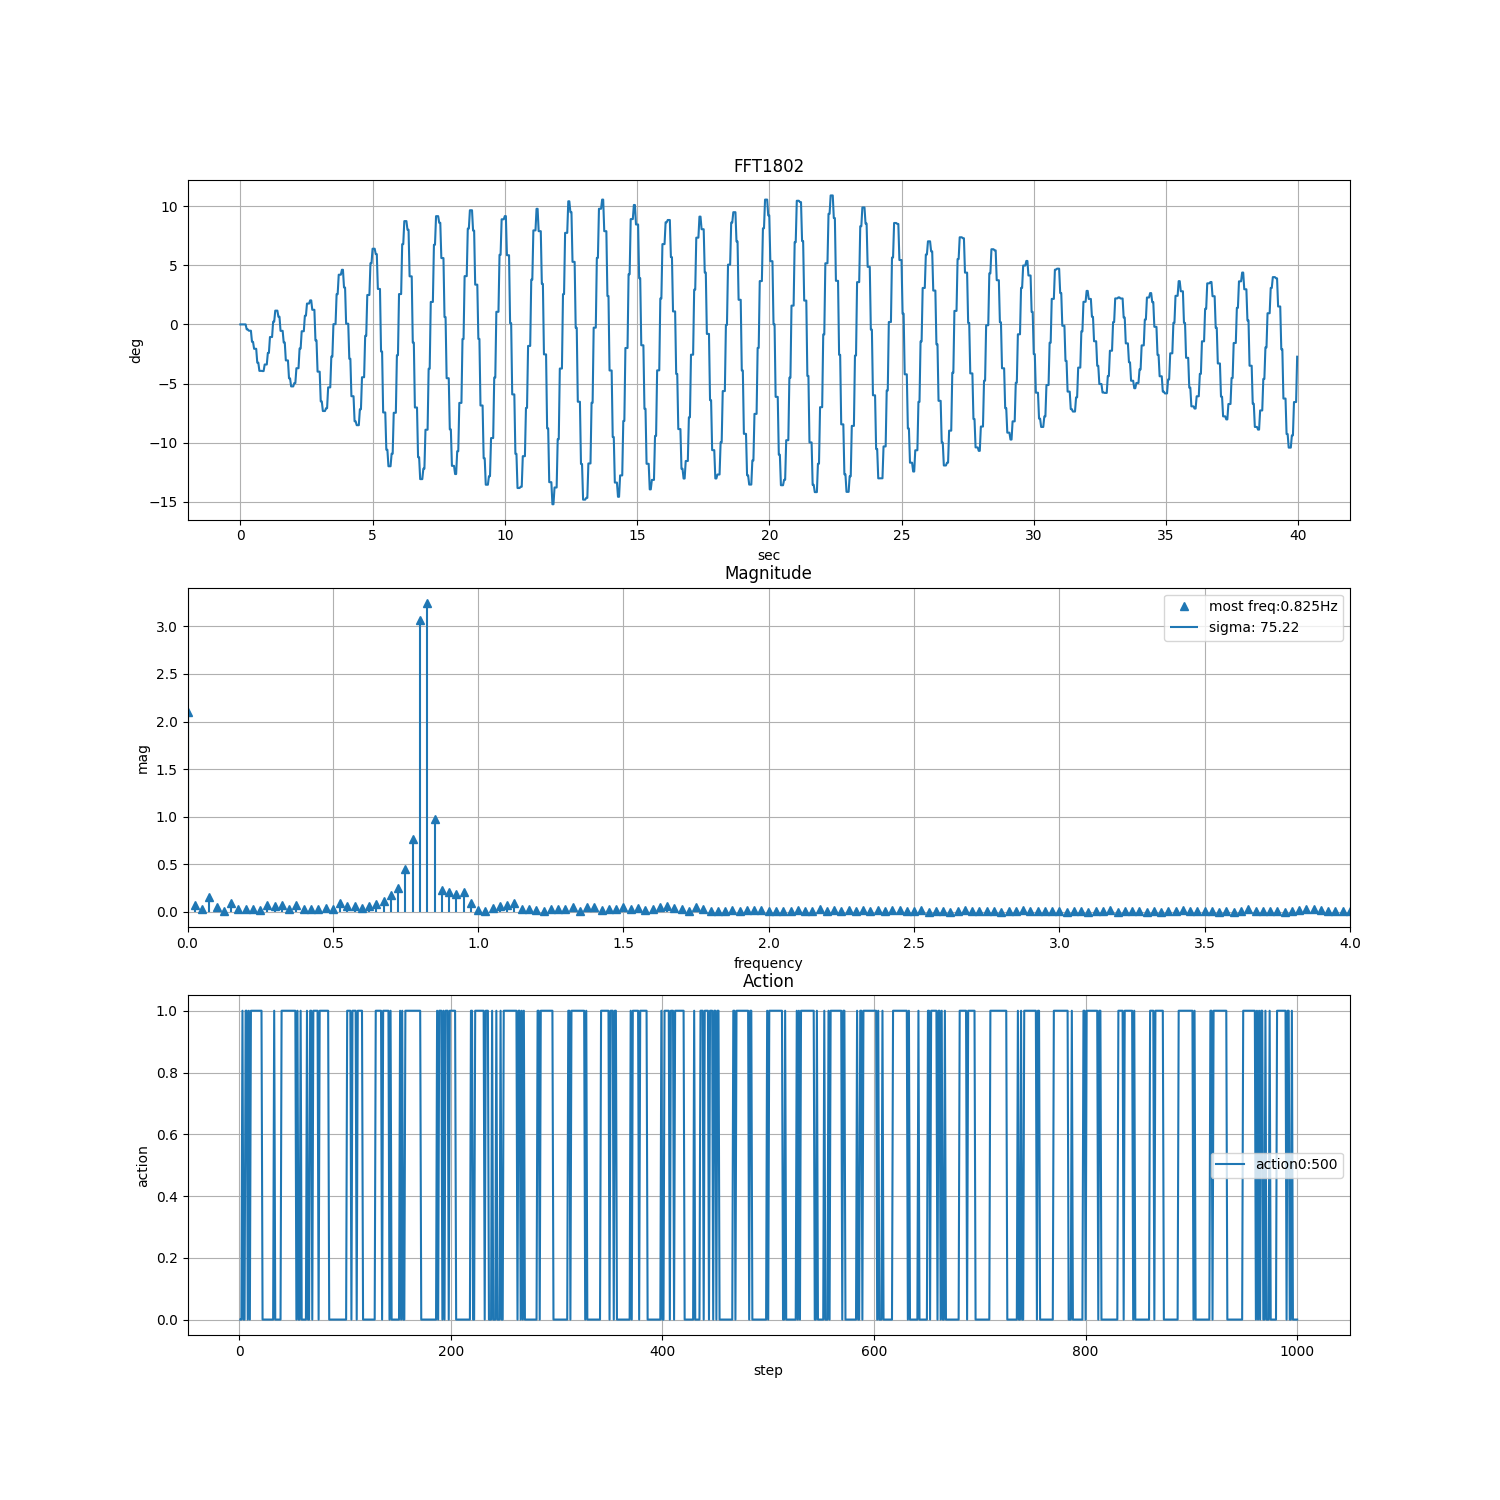 FFT1802
10
5
0
−5
−10
−15
deg
0 5 10 15 20 25 30 35 40
sec
Magnitude
most freq:0.825Hz
sigma: 75.22
3.0
2.5
2.0
1.5
1.0
0.5
0.0
mag
0.0 0.5 1.0 1.5 2.0 2.5 3.0 3.5 4.0
frequency
Action
1.0
0.8
0.6
0.4
0.2
0.0
action
action0:500
0 200 400 600 800 1000
step